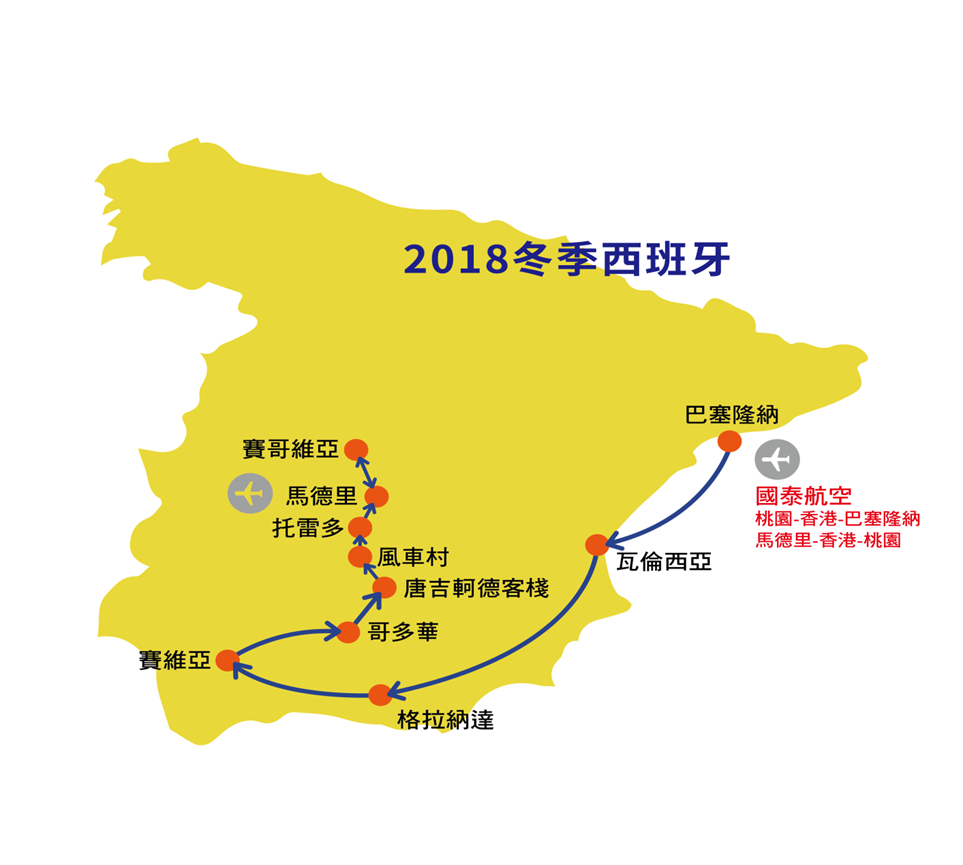 2018冬季西班牙
巴塞隆納
賽哥維亞
馬德里
國泰航空
桃園-香港-巴塞隆納
馬德里-香港-桃園
托雷多
風車村
瓦倫西亞
唐吉軻德客棧
哥多華
賽維亞
格拉納達